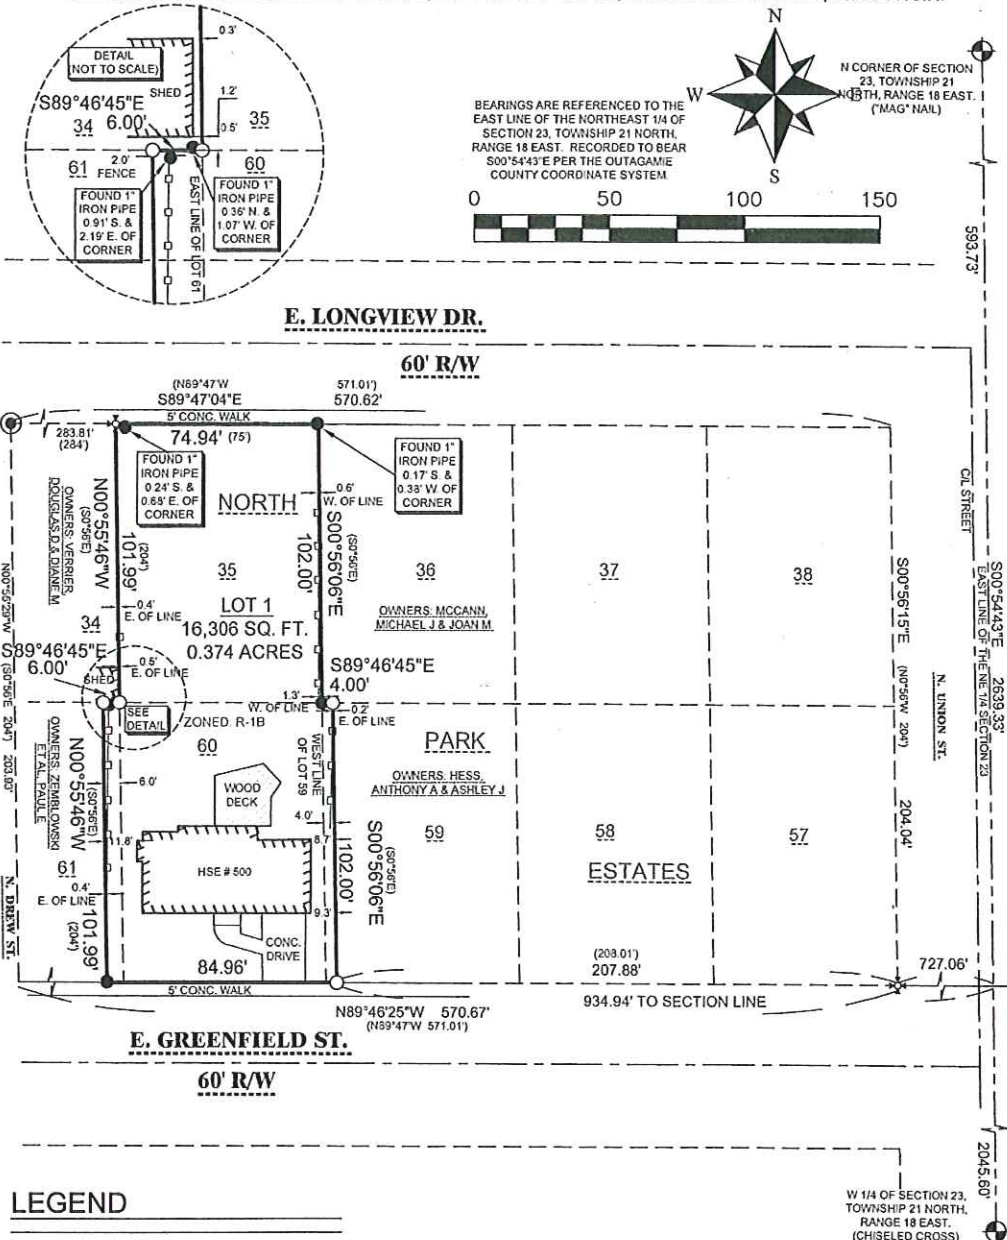 DETAIL
(NOT TO SCALE)
0.3'
SHED
1.2'
S89°46'45"E
6.00'
34
35
0.5'
61
2.0'
FENCE
60
FOUND 1"
IRON PIPE
0.91' S. &
2.19' E. OF
CORNER
EAST LINE OF LOT 61
FOUND 1"
IRON PIPE
0.36' N. &
1.07' W. OF
CORNER
BEARINGS ARE REFERENCED TO THE
EAST LINE OF THE NORTHEAST 1/4 OF
SECTION 23, TOWNSHIP 21 NORTH,
RANGE 18 EAST. RECORDED TO BEAR
S00°54'43"E PER THE OUTAGAMIE
COUNTY COORDINATE SYSTEM.
N
W
E
S
N CORNER OF SECTION
23, TOWNSHIP 21
NORTH, RANGE 18 EAST.
("MAG" NAIL)
0 50 100 150
593.73'
E. LONGVIEW DR.
60' R/W
(N89°47'W 571.01')
S89°47'04"E 570.62'
5' CONC. WALK
74.94' (75')
283.81'
(284')
FOUND 1"
IRON PIPE
0.24' S. &
0.68' E. OF
CORNER
FOUND 1"
IRON PIPE
0.17' S. &
0.38' W. OF
CORNER
NORTH
0.6'
W. OF LINE
OWNERS: VERRIER,
DOUGLAS D & DIANE M
N00°55'46"W 101.99'
(S0°56'E) (204')
S00°56'06"E 102.00'
(S0°56'E)
35
36
37
38
LOT 1
16,306 SQ. FT.
0.374 ACRES
OWNERS: MCCANN,
MICHAEL J & JOAN M
0.4'
E. OF LINE
34
S89°46'45"E
6.00'
0.5'
E. OF LINE
SHED
S89°46'45"E
4.00'
1.3'
W. OF LINE
0.2'
E. OF LINE
SEE
DETAIL
ZONED: R-1B
60
N00°55'29"W (S0°56'E 204') 203.93'
S00°56'15"E (N0°56'W 204') 204.04'
N. UNION ST.
C/L STREET
S00°54'43"E 2639.33'
EAST LINE OF THE NE 1/4 SECTION 23
OWNERS: ZEMBLOWSKI
ET AL, PAUL E
N00°55'46"W 101.99'
(S0°56'E) (204')
6.0'
WOOD
DECK
WEST LINE
OF LOT 59
PARK
OWNERS: HESS,
ANTHONY A & ASHLEY J
4.0'
1.8'
8.7'
S00°56'06"E
102.00'
(S0°56'E)
59
58
57
61
HSE # 500
ESTATES
0.4'
E. OF LINE
9.3'
N. DREW ST.
CONC.
DRIVE
84.96'
5' CONC. WALK
(208.01')
207.88'
727.06'
934.94' TO SECTION LINE
N89°46'25"W 570.67'
(N89°47'W 571.01')
E. GREENFIELD ST.
60' R/W
2045.60'
LEGEND
W 1/4 OF SECTION 23,
TOWNSHIP 21 NORTH,
RANGE 18 EAST.
(CHISELED CROSS)